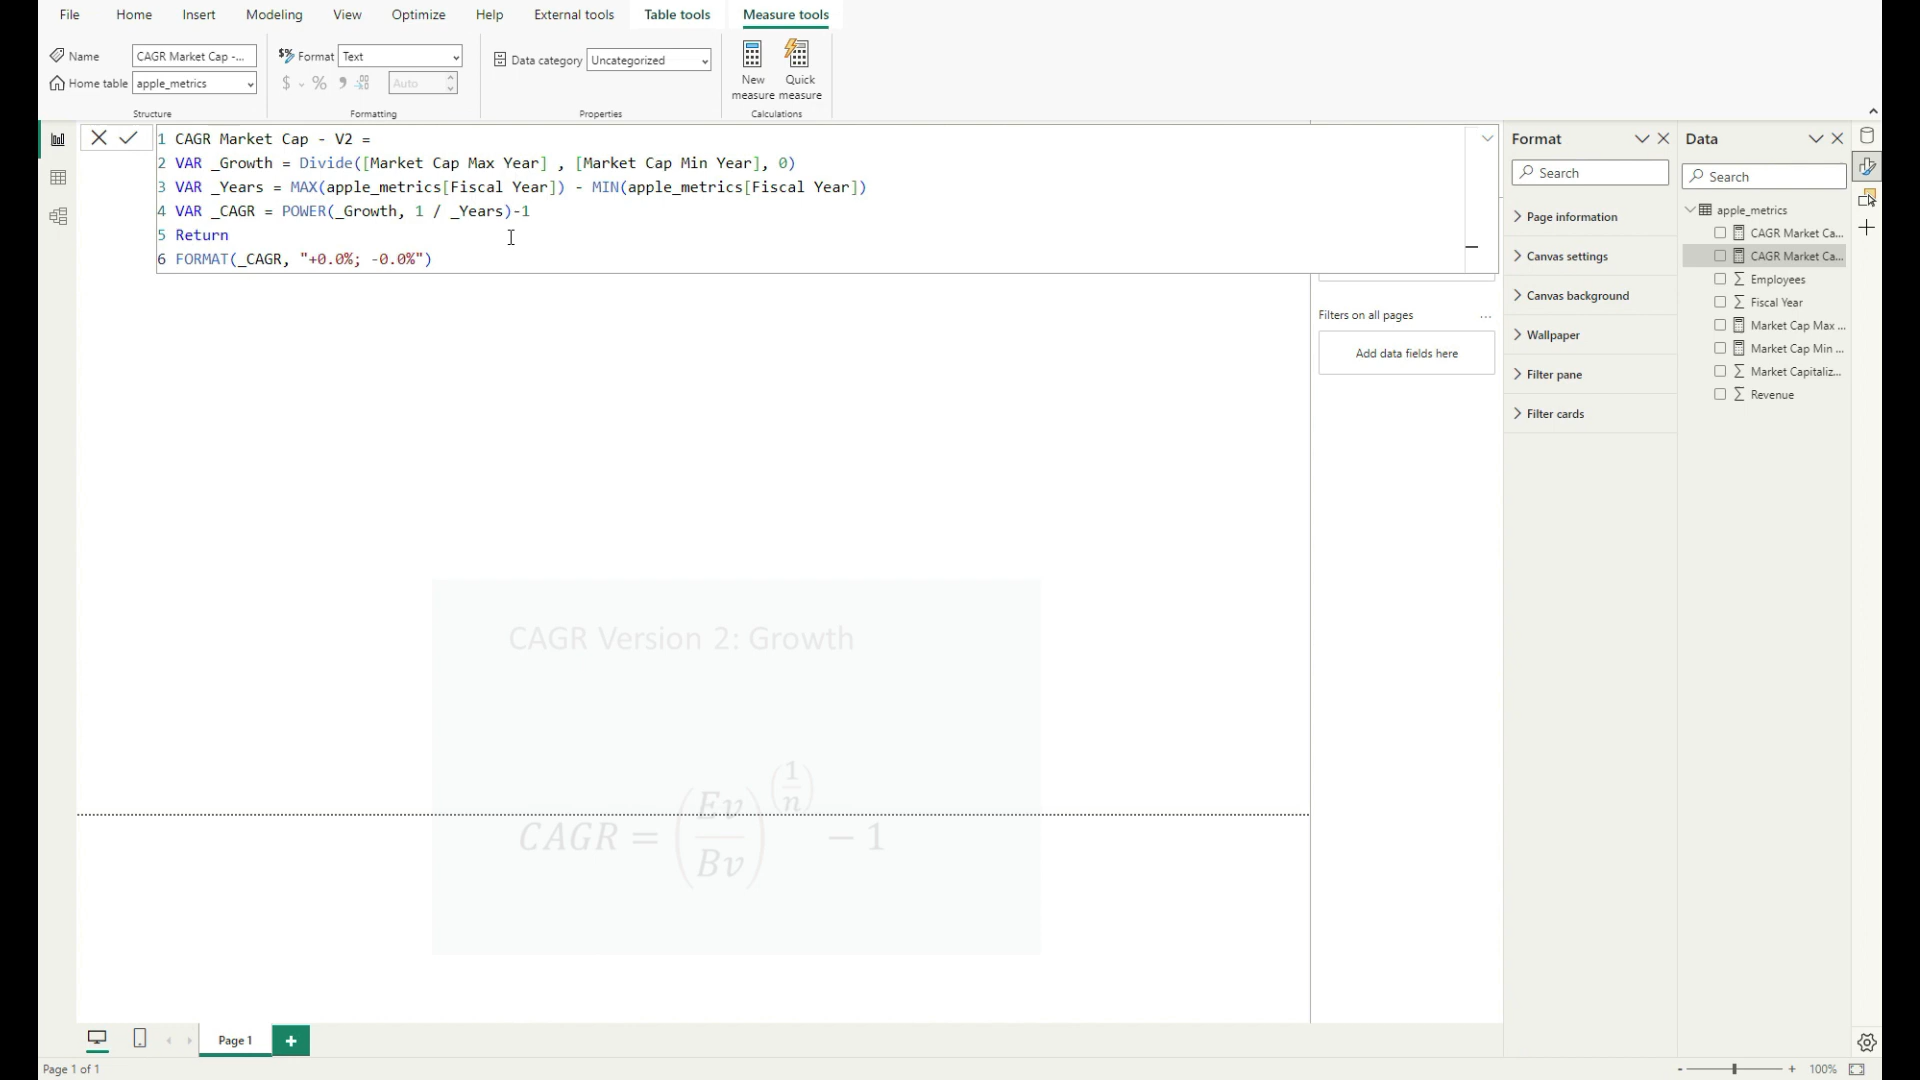 File Home Insert Modeling View Optimize Help External tools Table tools Measure tools
Name CAGR Market Cap -...
Home table apple_metrics
Structure
$% Format Text
$ % , .00 Auto
Formatting
Data category Uncategorized
Properties
New measure
Quick measure
Calculations
1 CAGR Market Cap - V2 =
2 VAR _Growth = Divide([Market Cap Max Year] , [Market Cap Min Year], 0)
3 VAR _Years = MAX(apple_metrics[Fiscal Year]) - MIN(apple_metrics[Fiscal Year])
4 VAR _CAGR = POWER(_Growth, 1 / _Years)-1
5 Return
6 FORMAT(_CAGR, "+0.0%; -0.0%")
CAGR Version 2: Growth
CAGR = (Ev/Bv)^(1/n) − 1
Filters on all pages ...
Add data fields here
Format
Search
Page information
Canvas settings
Canvas background
Wallpaper
Filter pane
Filter cards
Data
Search
apple_metrics
CAGR Market Ca...
CAGR Market Ca...
Employees
Fiscal Year
Market Cap Max ...
Market Cap Min ...
Market Capitaliz...
Revenue
Page 1
Page 1 of 1
- + 100%